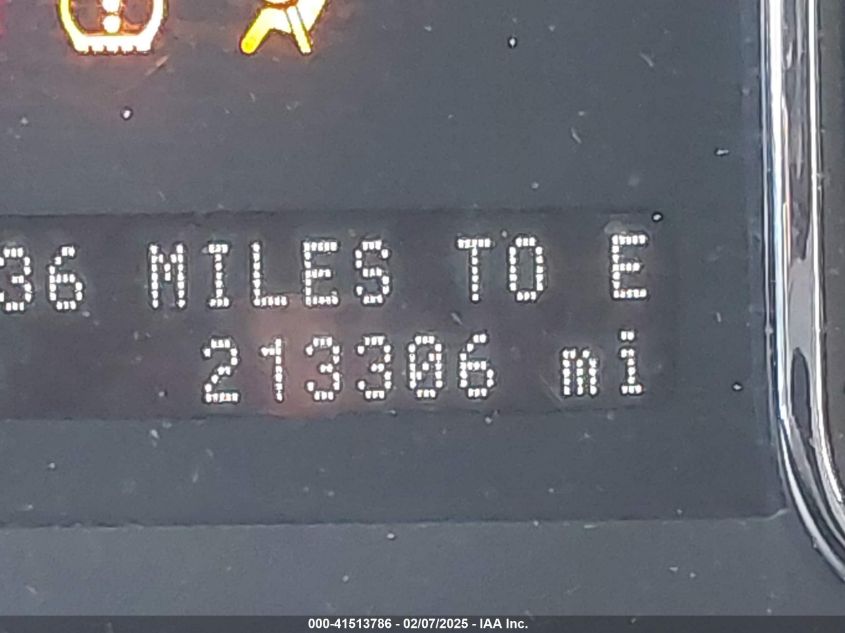 36 MILES TO E
213306 mi
000-41513786 - 02/07/2025 - IAA Inc.